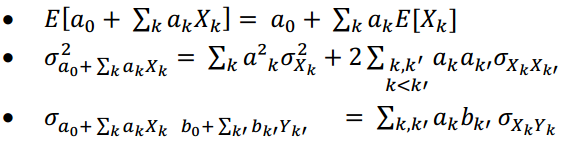 • E[a₀ + ∑ₖ aₖXₖ] = a₀ + ∑ₖ aₖE[Xₖ]
• σ²_{a₀+∑ₖ aₖXₖ} = ∑ₖ a²ₖσ²_{Xₖ} + 2∑_{k,k′ k<k′} aₖaₖ′σ_{XₖXₖ′}
• σ_{a₀+∑ₖ aₖXₖ b₀+∑ₖ′ bₖ′Yₖ′} = ∑_{k,k′} aₖbₖ′ σ_{XₖYₖ}